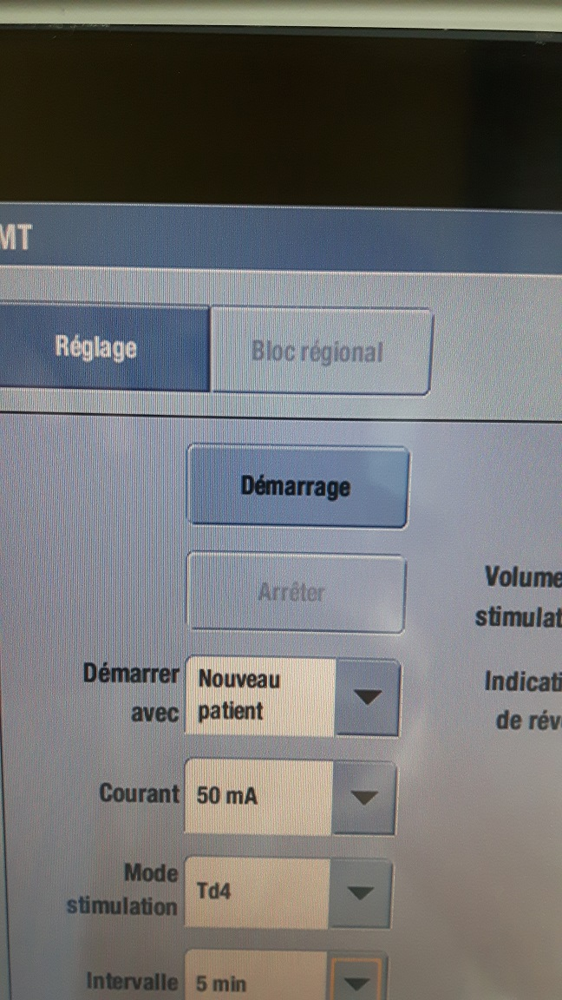 MT
Réglage
Bloc régional
Démarrage
Arrêter
Volume
stimulat
Démarrer
avec
Nouveau
patient
Indicati
de rév
Courant
50 mA
Mode
stimulation
Td4
Intervalle
5 min